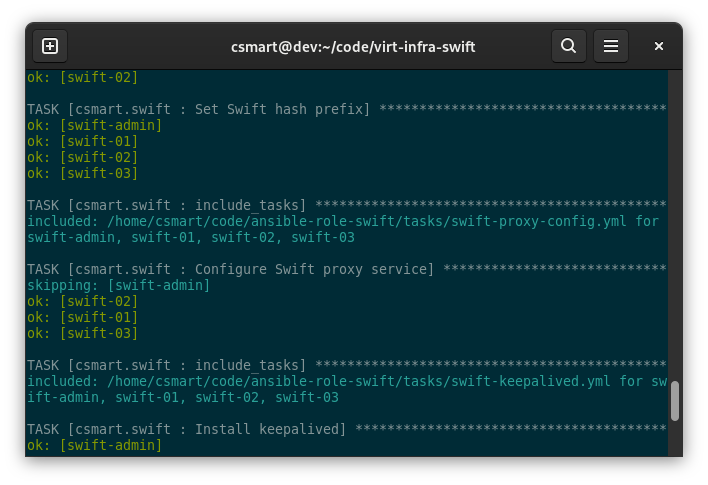 csmart@dev:~/code/virt-infra-swift
ok: [swift-02]
TASK [csmart.swift : Set Swift hash prefix] ************************************
ok: [swift-admin]
ok: [swift-01]
ok: [swift-02]
ok: [swift-03]
TASK [csmart.swift : include_tasks] ********************************************
included: /home/csmart/code/ansible-role-swift/tasks/swift-proxy-config.yml for
swift-admin, swift-01, swift-02, swift-03
TASK [csmart.swift : Configure Swift proxy service] ****************************
skipping: [swift-admin]
ok: [swift-02]
ok: [swift-01]
ok: [swift-03]
TASK [csmart.swift : include_tasks] ********************************************
included: /home/csmart/code/ansible-role-swift/tasks/swift-keepalived.yml for sw
ift-admin, swift-01, swift-02, swift-03
TASK [csmart.swift : Install keepalived] ***************************************
ok: [swift-admin]